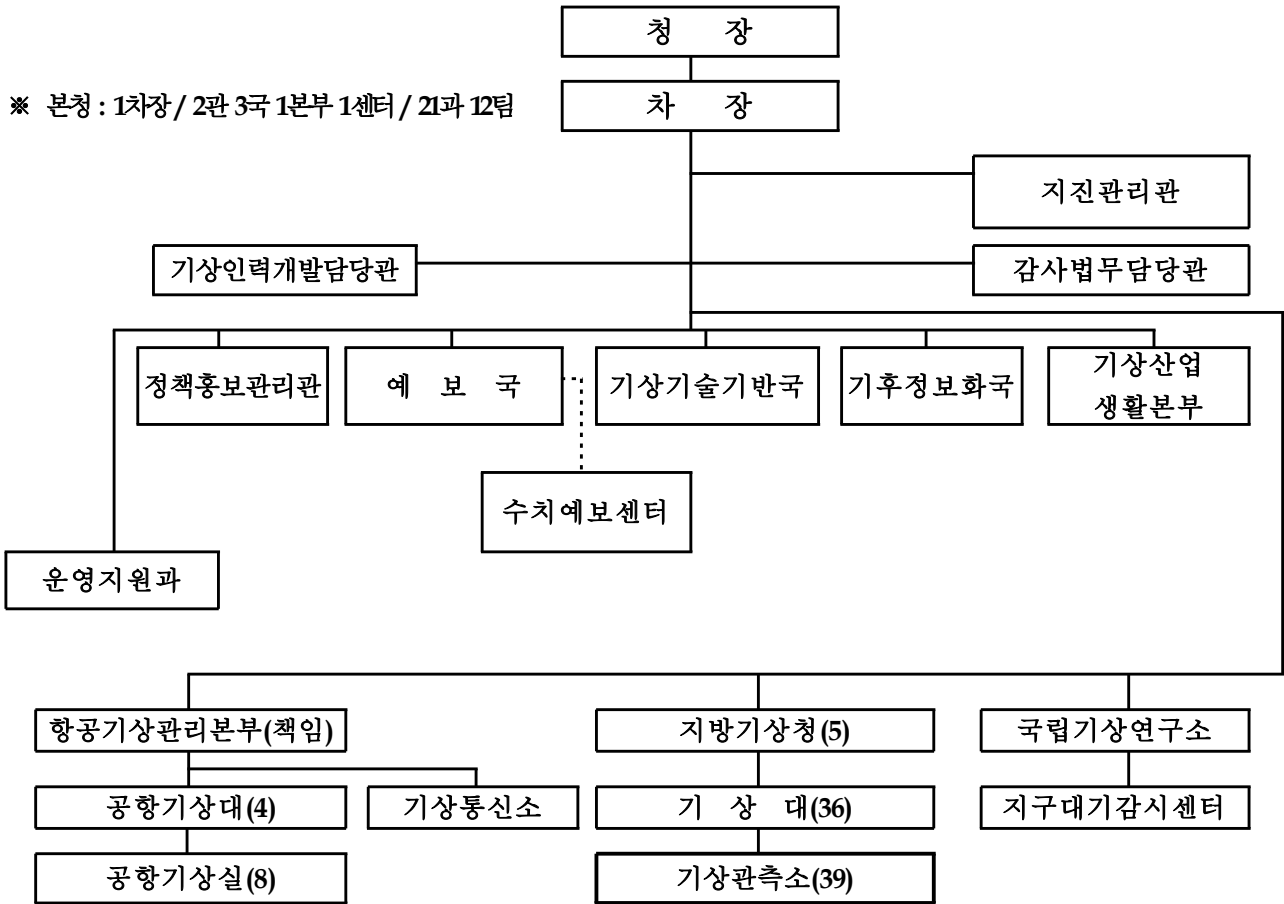 청 장
※ 본청 : 1차장 / 2관 3국 1본부 1센터 / 21과 12팀
차 장
지진관리관
기상인력개발담당관
감사법무담당관
정책홍보관리관
예 보 국
기상기술기반국
기후정보화국
기상산업
생활본부
수치예보센터
운영지원과
항공기상관리본부(책임)
지방기상청(5)
국립기상연구소
공항기상대(4)
기상통신소
기 상 대(36)
지구대기감시센터
공항기상실(8)
기상관측소(39)